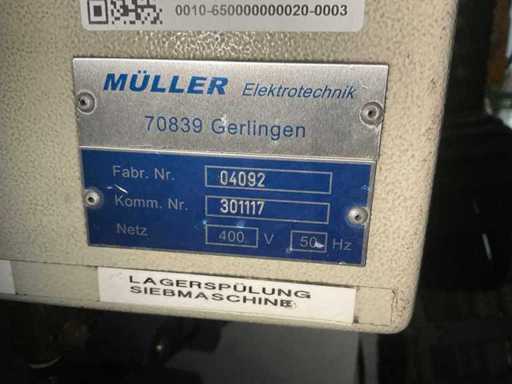 0010-650000000020-0003
MÜLLER Elektrotechnik
70839 Gerlingen
Fabr. Nr. 04092
Komm. Nr. 301117
Netz 400 V 50 Hz
LAGERSPÜLUNG
SIEBMASCHINE